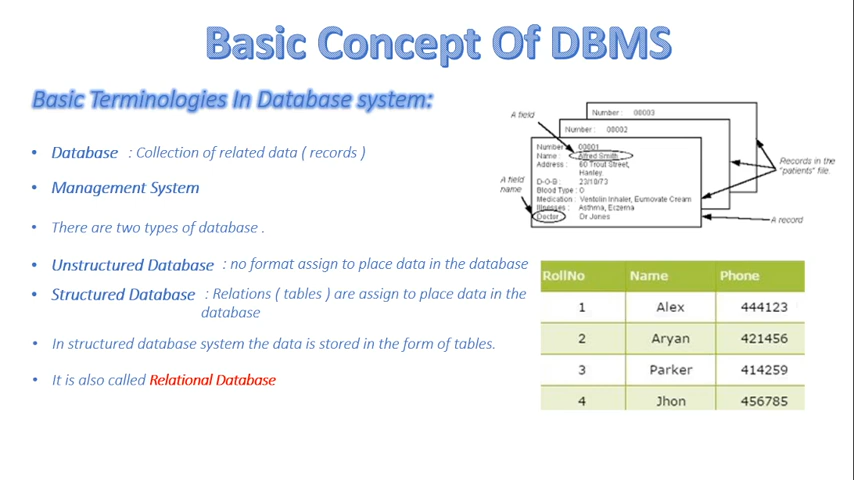 Basic Concept Of DBMS
Basic Terminologies In Database system:
• Database : Collection of related data ( records )
• Management System
• There are two types of database .
• Unstructured Database : no format assign to place data in the database
• Structured Database : Relations ( tables ) are assign to place data in the
database
• In structured database system the data is stored in the form of tables.
• It is also called Relational Database
A field
Number : 00003
Number : 00002
Number : 00001
Name : Alfred Smith
Address : 60 Trout Street,
Hanley.
D-O-B : 23/10/73
Blood Type : O
Medication : Ventolin Inhaler, Eumovate Cream
Illnesses : Asthma, Eczema
Doctor Dr Jones
A field
name
Records in the
"patients" file.
A record
RollNo Name Phone
1 Alex 444123
2 Aryan 421456
3 Parker 414259
4 Jhon 456785